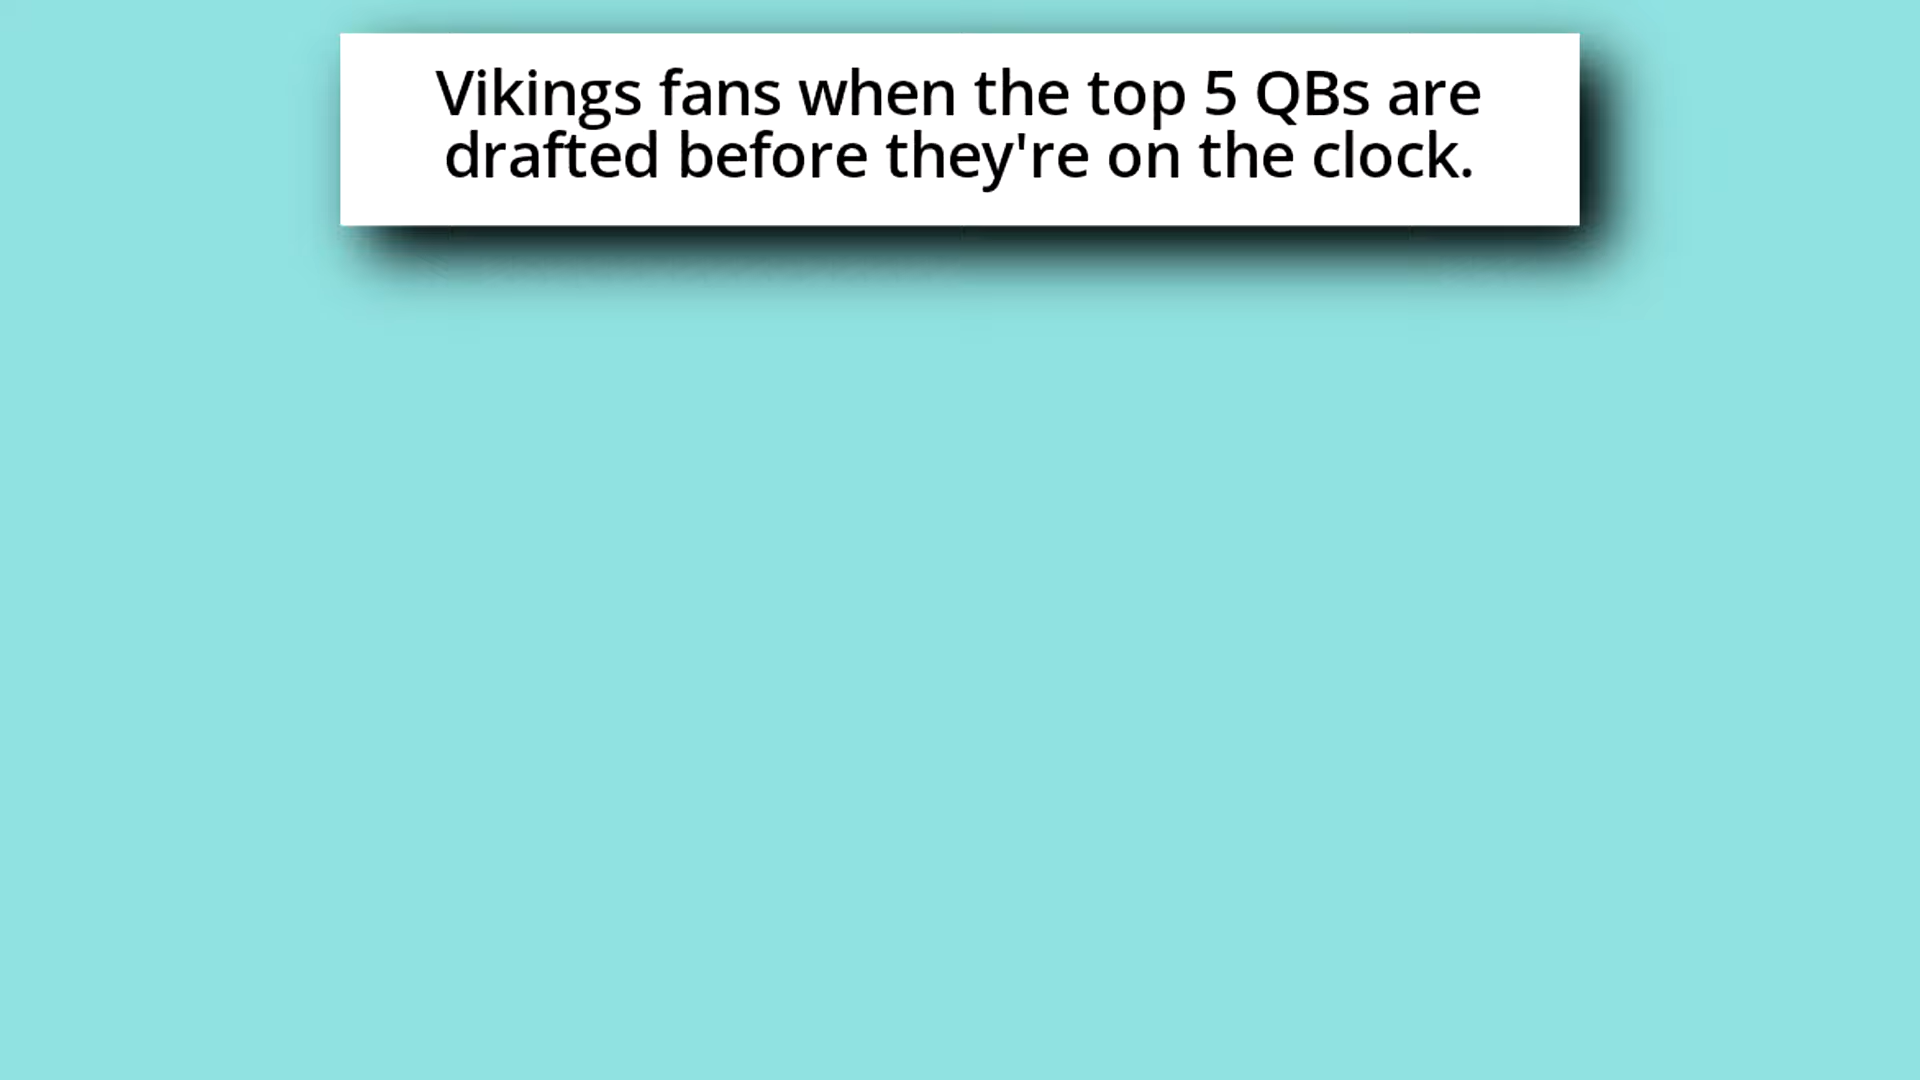 Vikings fans when the top 5 QBs are
drafted before they're on the clock.